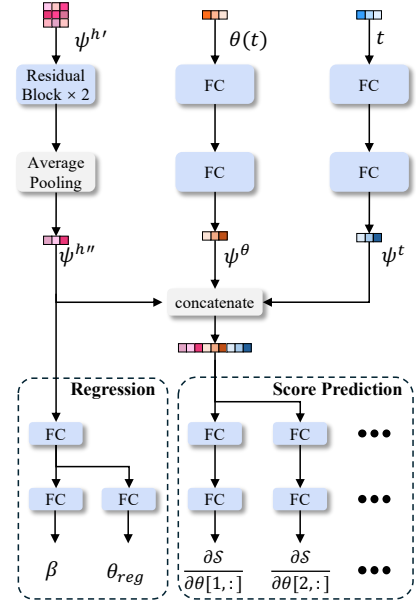 ψ^{h′} θ(t) t
Residual FC FC
Block × 2
Average FC FC
Pooling
ψ^{h″} ψ^θ ψ^t
concatenate
Regression Score Prediction
FC FC FC •••
FC FC FC FC •••
β θ_{reg} ∂𝒮/∂θ[1,:] ∂𝒮/∂θ[2,:] •••